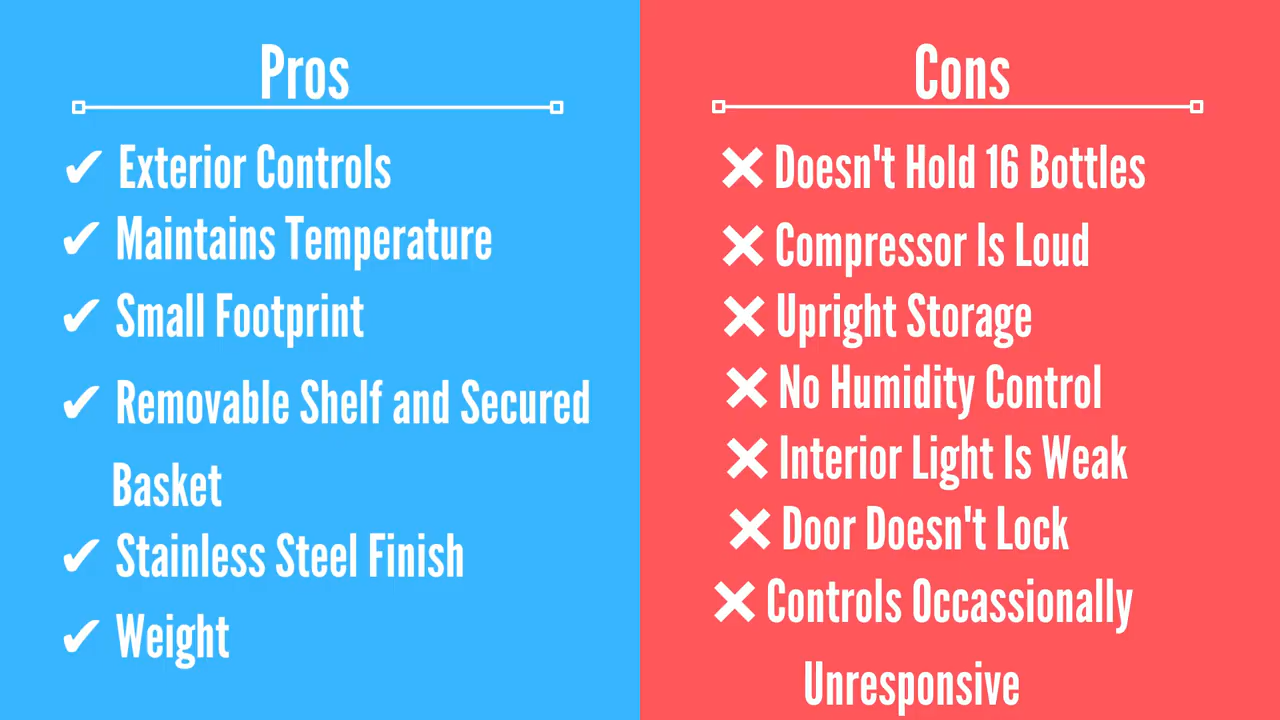 Pros
✔ Exterior Controls
✔ Maintains Temperature
✔ Small Footprint
✔ Removable Shelf and Secured
Basket
✔ Stainless Steel Finish
✔ Weight
Cons
❌ Doesn't Hold 16 Bottles
❌ Compressor Is Loud
❌ Upright Storage
❌ No Humidity Control
❌ Interior Light Is Weak
❌ Door Doesn't Lock
❌ Controls Occassionally
Unresponsive